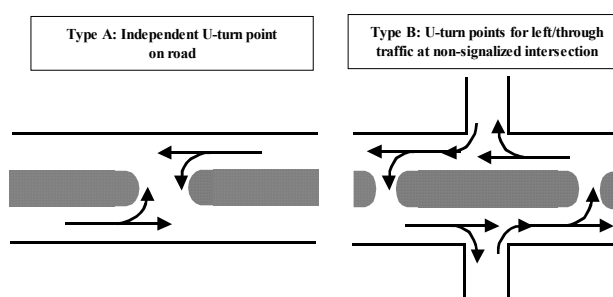 Type A: Independent U-turn point
on road
Type B: U-turn points for left/through
traffic at non-signalized intersection